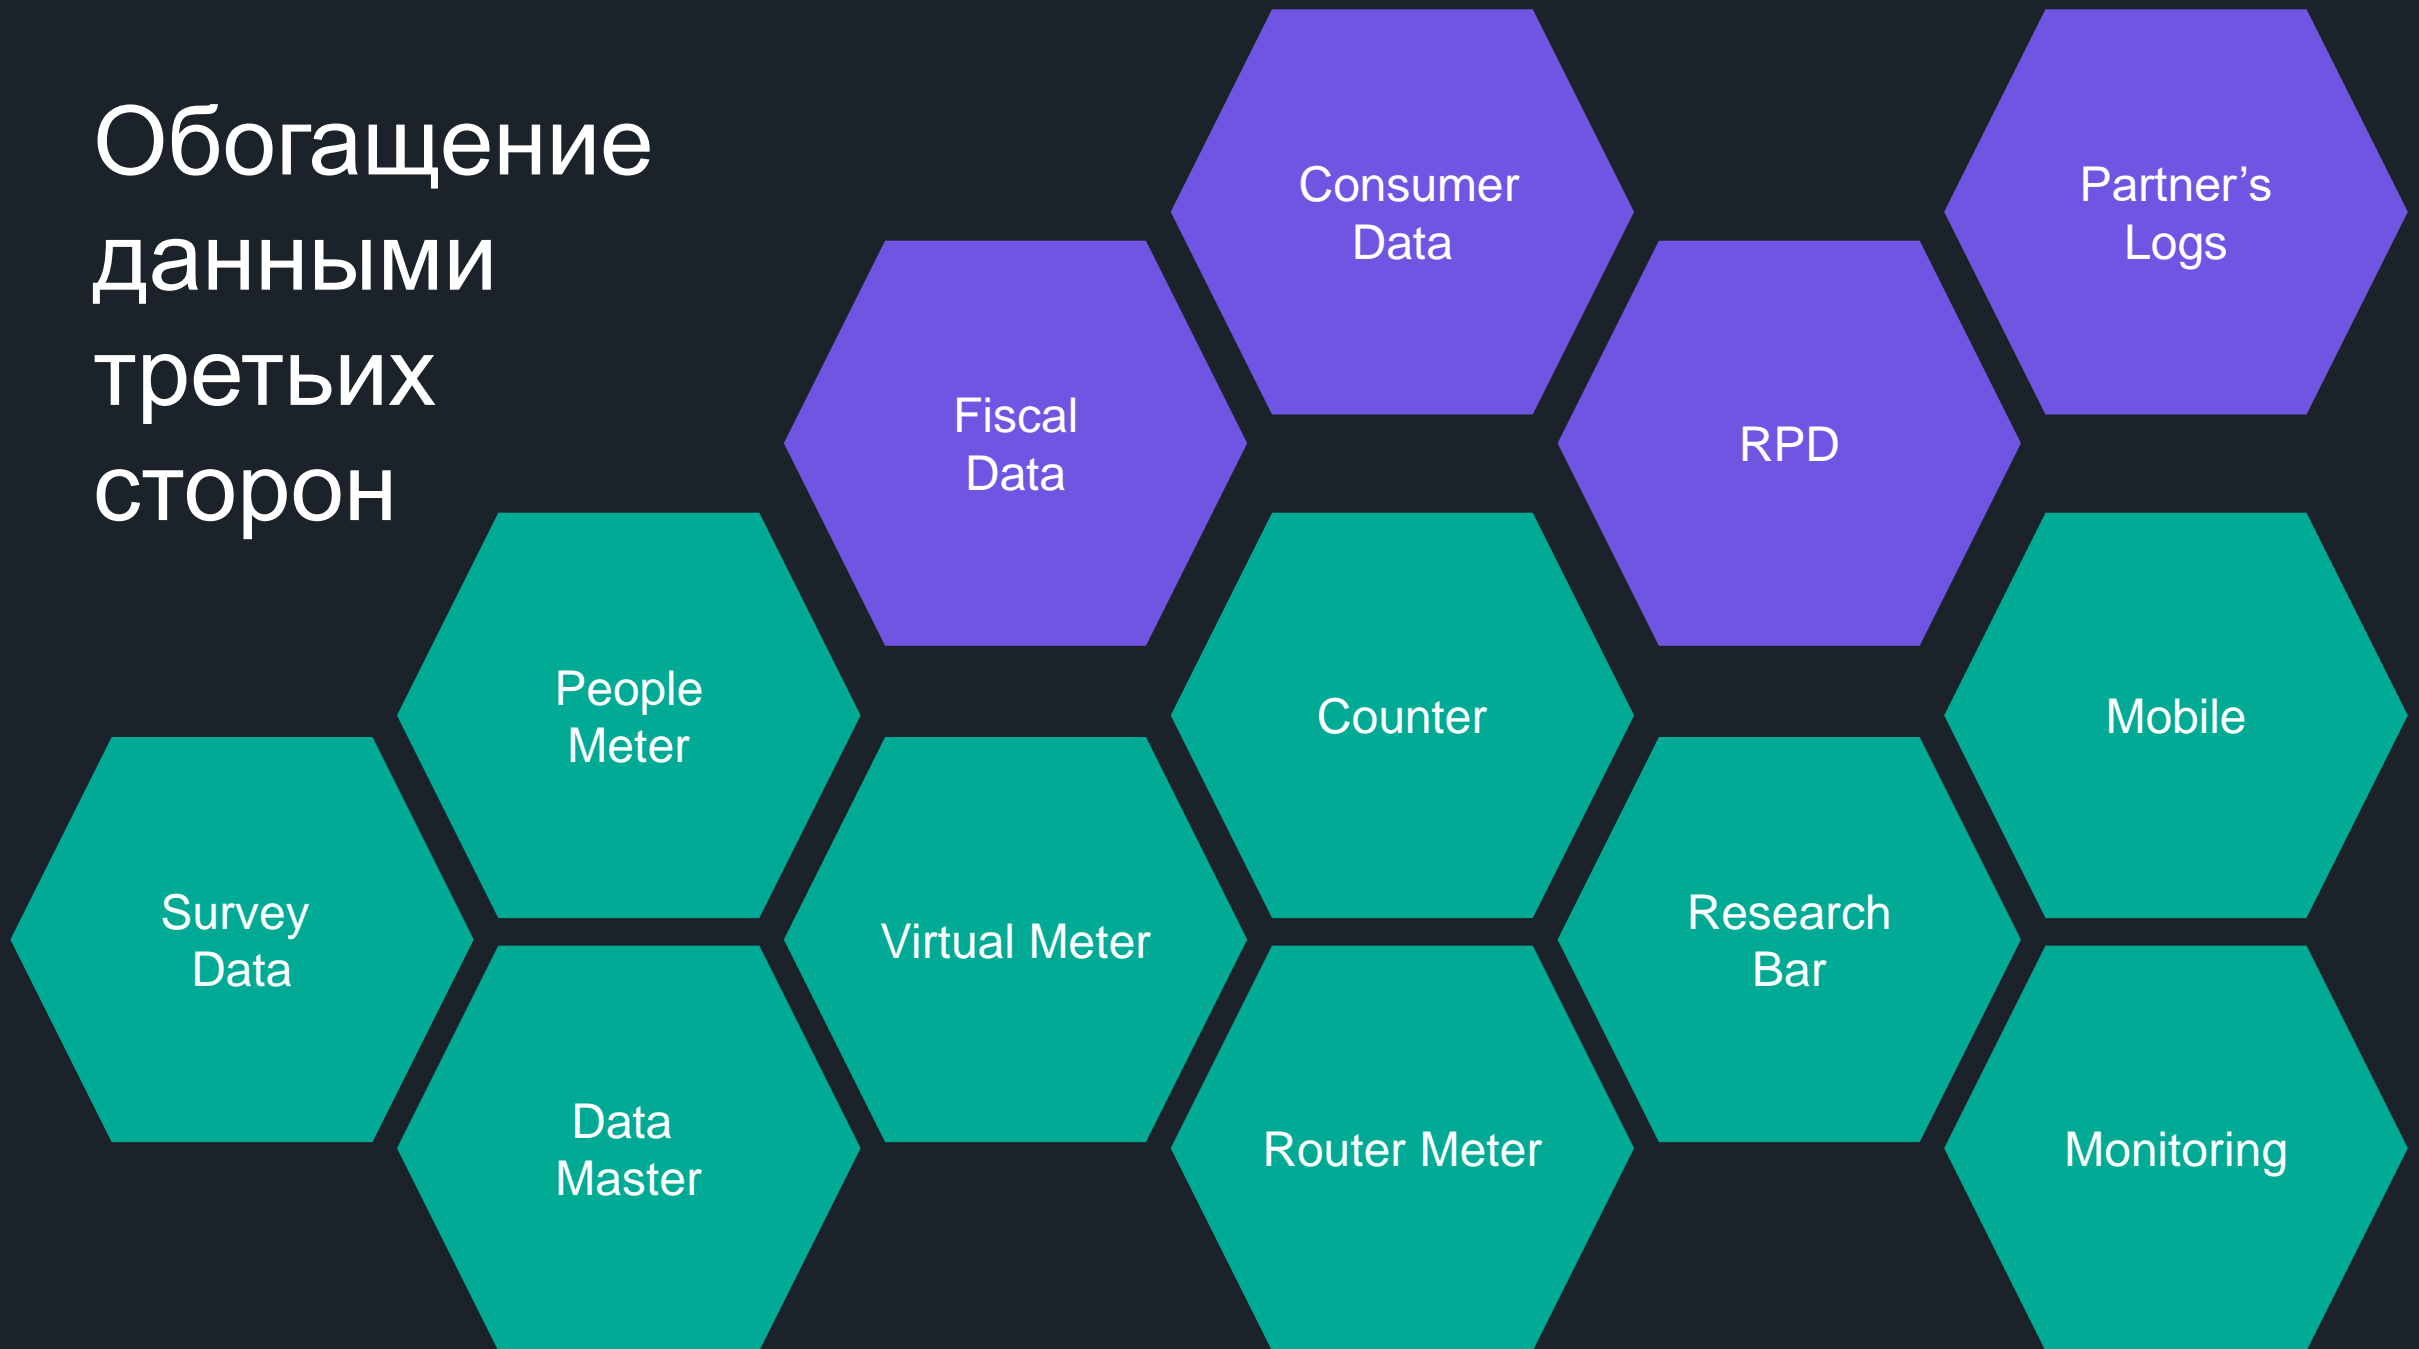 Обогащение
данными
третьих
сторон
Consumer
Data
Partner’s
Logs
Fiscal
Data
RPD
People
Meter
Counter
Mobile
Survey
Data
Virtual Meter
Research
Bar
Data
Master
Router Meter
Monitoring